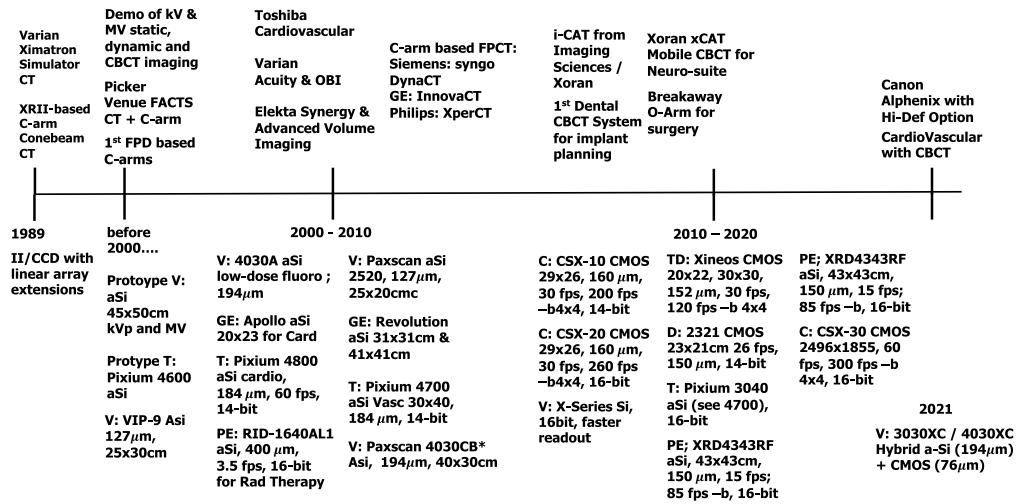 Varian
Ximatron
Simulator
CT
XRII-based
C-arm
Conebeam
CT
Demo of kV &
MV static,
dynamic and
CBCT imaging
Picker
Venue FACTS
CT + C-arm
1st FPD based
C-arms
Toshiba
Cardiovascular
Varian
Acuity & OBI
Elekta Synergy &
Advanced Volume
Imaging
C-arm based FPCT:
Siemens: syngo
DynaCT
GE: InnovaCT
Philips: XperCT
i-CAT from
Imaging
Sciences /
Xoran
1st Dental
CBCT System
for implant
planning
Xoran xCAT
Mobile CBCT for
Neuro-suite
Breakaway
O-Arm for
surgery
Canon
Alphenix with
Hi-Def Option
CardioVascular
with CBCT
1989
II/CCD with
linear array
extensions
before
2000....
Protoype V:
aSi
45x50cm
kVp and MV
Protype T:
Pixium 4600
aSi
V: VIP-9 Asi
127μm,
25x30cm
2000 - 2010
V: 4030A aSi
low-dose fluoro ;
194μm
GE: Apollo aSi
20x23 for Card
T: Pixium 4800
aSi cardio,
184 μm, 60 fps,
14-bit
PE: RID-1640AL1
aSi, 400 μm,
3.5 fps, 16-bit
for Rad Therapy
V: Paxscan aSi
2520, 127μm,
25x20cmc
GE: Revolution
aSi 31x31cm &
41x41cm
T: Pixium 4700
aSi Vasc 30x40,
184 μm, 14-bit
V: Paxscan 4030CB*
Asi, 194μm, 40x30cm
2010 – 2020
C: CSX-10 CMOS
29x26, 160 μm,
30 fps, 200 fps
–b4x4, 14-bit
C: CSX-20 CMOS
29x26, 160 μm,
30 fps, 260 fps
–b4x4, 16-bit
V: X-Series Si,
16bit, faster
readout
TD: Xineos CMOS
20x22, 30x30,
152 μm, 30 fps,
120 fps –b 4x4
D: 2321 CMOS
23x21cm 26 fps,
150 μm, 14-bit
T: Pixium 3040
aSi (see 4700),
16-bit
PE; XRD4343RF
aSi, 43x43cm,
150 μm, 15 fps;
85 fps –b, 16-bit
PE; XRD4343RF
aSi, 43x43cm,
150 μm, 15 fps;
85 fps –b, 16-bit
C: CSX-30 CMOS
2496x1855, 60
fps, 300 fps –b
4x4, 16-bit
2021
V: 3030XC / 4030XC
Hybrid a-Si (194μm)
+ CMOS (76μm)